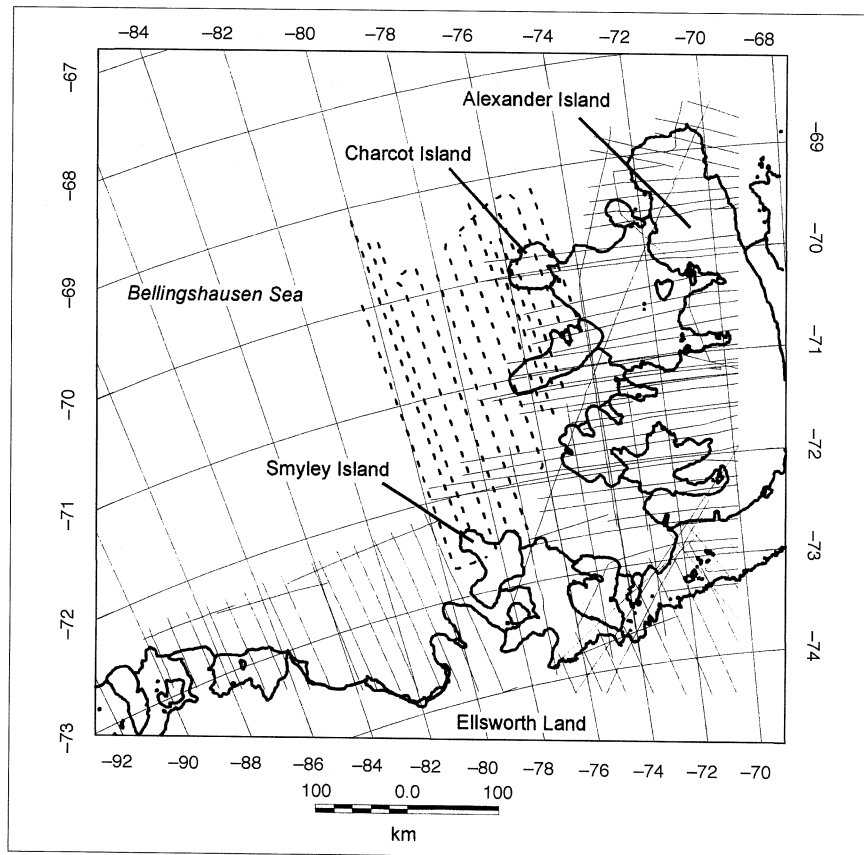 −84 −82 −80 −78 −76 −74 −72 −70 −68
−67
−68
−69
−70
−71
−72
−73
Alexander Island
Charcot Island
Bellingshausen Sea
Smyley Island
Ellsworth Land
−69
−70
−71
−72
−73
−74
−92 −90 −88 −86 −84 −82 −80 −78 −76 −74 −72 −70
100 0.0 100
km